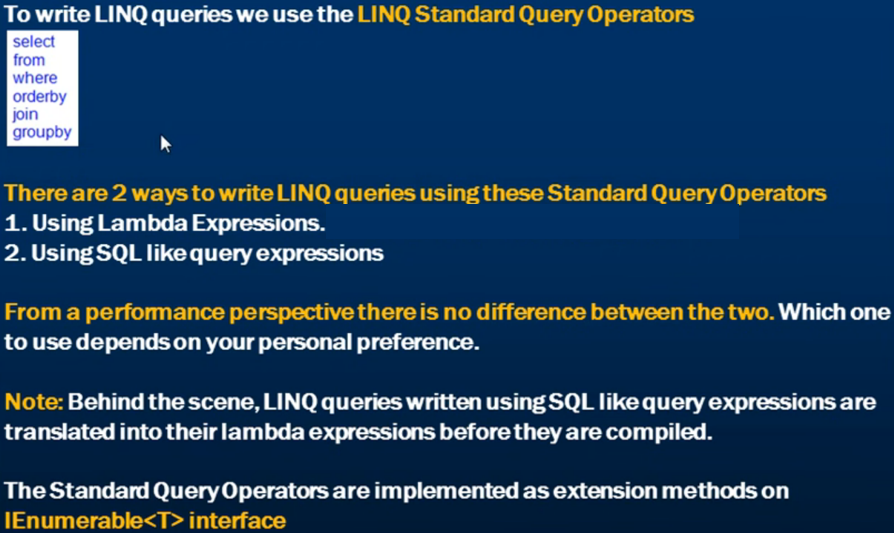 To write LINQ queries we use the LINQ Standard Query Operators
select
from
where
orderby
join
groupby
There are 2 ways to write LINQ queries using these Standard Query Operators
1. Using Lambda Expressions.
2. Using SQL like query expressions
From a performance perspective there is no difference between the two. Which one
to use depends on your personal preference.
Note: Behind the scene, LINQ queries written using SQL like query expressions are
translated into their lambda expressions before they are compiled.
The Standard Query Operators are implemented as extension methods on
IEnumerable<T> interface